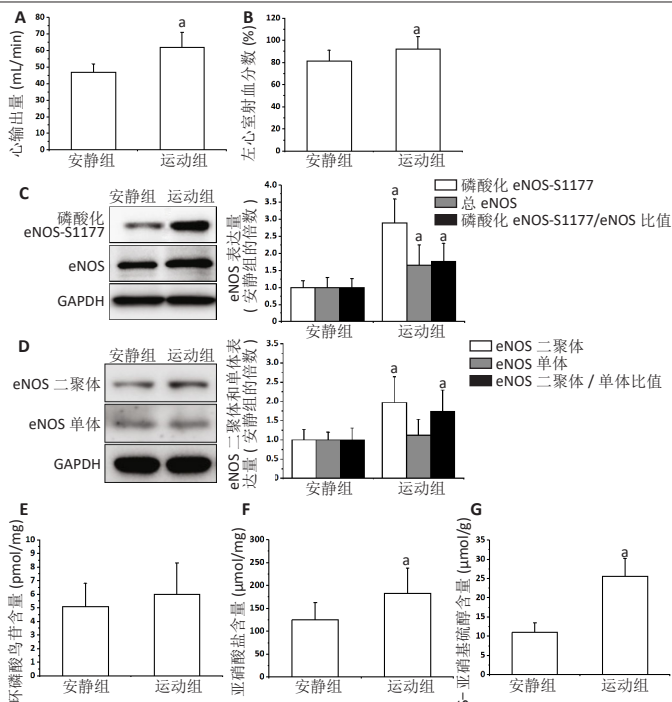 A
心输出量 (mL/min)
80
70
60
50
40
30
20
10
0
a
安静组 运动组
B
左心室射血分数 (%)
120
100
80
60
40
20
0
a
安静组 运动组
C
安静组 运动组
磷酸化
eNOS-S1177
eNOS
GAPDH
eNOS 表达量
( 安静组的倍数 )
4.0
3.5
3.0
2.5
2.0
1.5
1.0
0.5
0
a
a a
安静组 运动组
磷酸化 eNOS-S1177
总 eNOS
磷酸化 eNOS-S1177/eNOS 比值
D
安静组 运动组
eNOS 二聚体
eNOS 单体
GAPDH
eNOS 二聚体和单体表
达量 ( 安静组的倍数 )
3.5
3.0
2.5
2.0
1.5
1.0
0.5
0
a a
安静组 运动组
eNOS 二聚体
eNOS 单体
eNOS 二聚体 / 单体比值
E
环磷酸鸟苷含量 (pmol/mg)
10
9
8
7
6
5
4
3
2
1
0
安静组 运动组
F
亚硝酸盐含量 (μmol/mg)
300
250
200
150
100
50
0
a
安静组 运动组
G
S-亚硝基硫醇含量 (μmol/g)
35
30
25
20
15
10
5
0
a
安静组 运动组